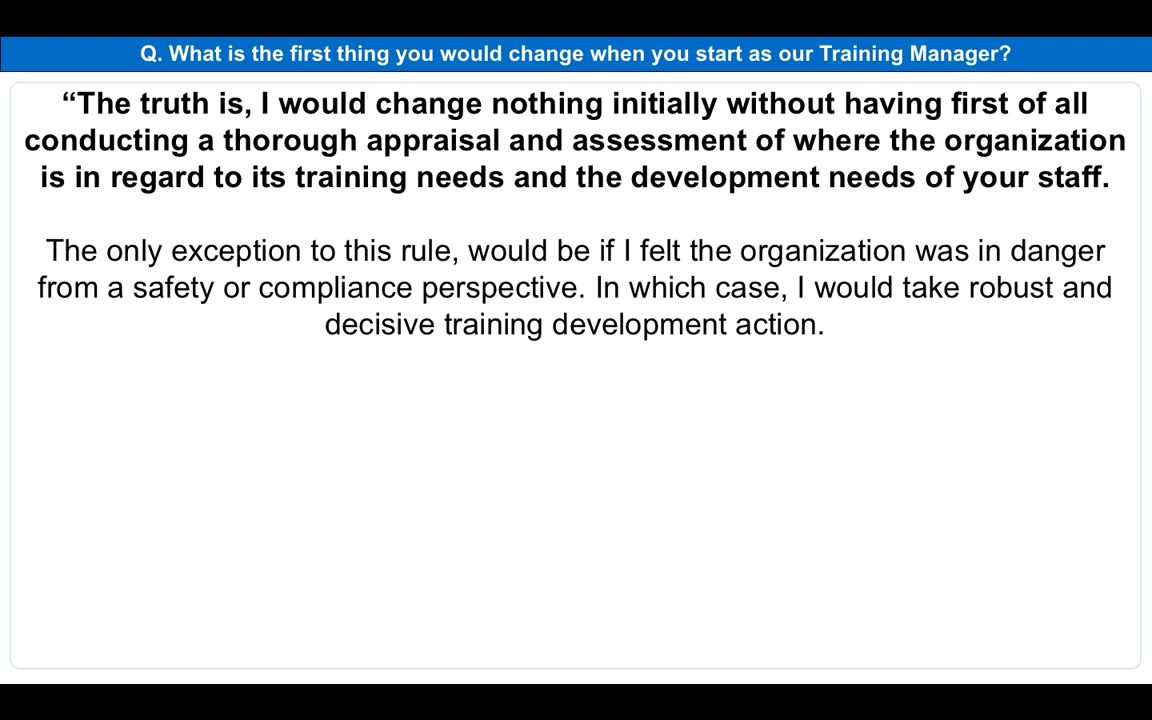 Q. What is the first thing you would change when you start as our Training Manager?
“The truth is, I would change nothing initially without having first of all
conducting a thorough appraisal and assessment of where the organization
is in regard to its training needs and the development needs of your staff.
The only exception to this rule, would be if I felt the organization was in danger
from a safety or compliance perspective. In which case, I would take robust and
decisive training development action.